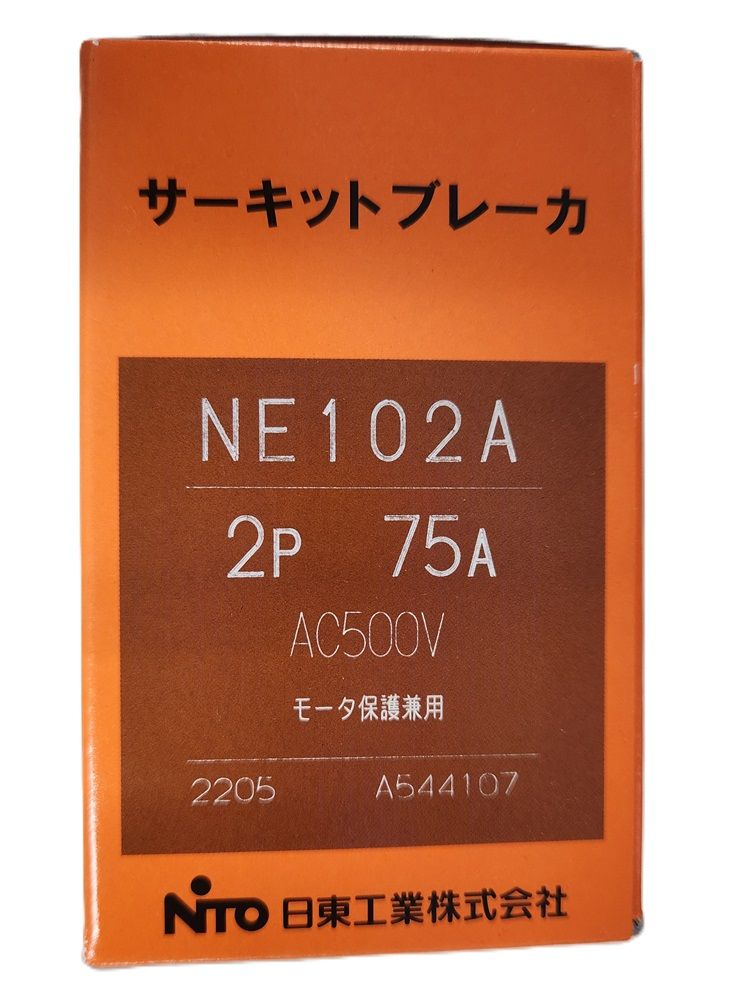 サーキットブレーカ
NE102A
2P 75A
AC500V
モータ保護兼用
2205 A544107
NITO 日東工業株式会社